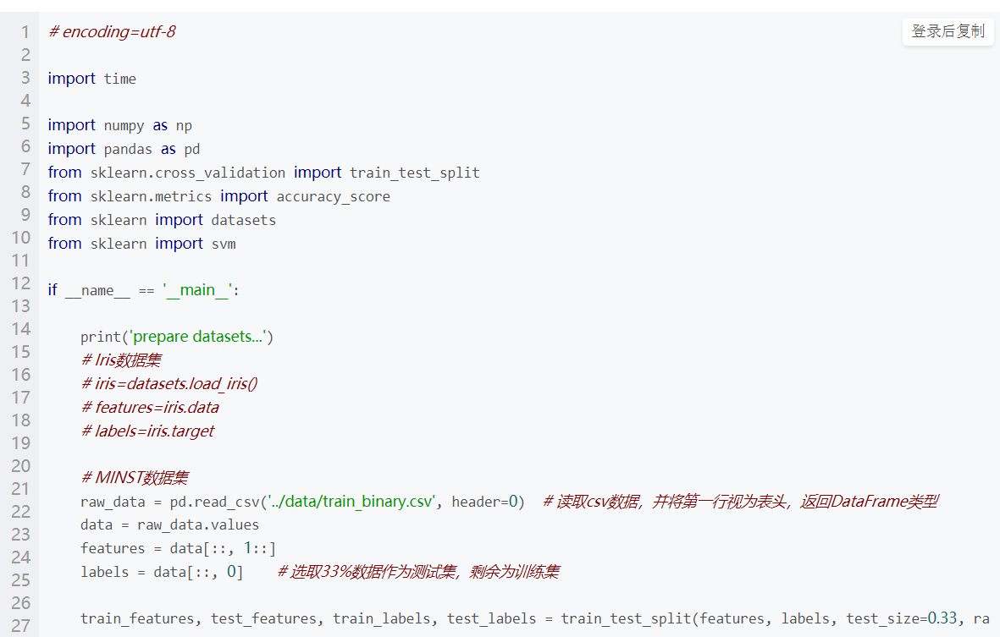 登录后复制
1 # encoding=utf-8
2
3 import time
4
5 import numpy as np
6 import pandas as pd
7 from sklearn.cross_validation import train_test_split
8 from sklearn.metrics import accuracy_score
9 from sklearn import datasets
10 from sklearn import svm
11
12 if __name__ == '__main__':
13
14 print('prepare datasets...')
15 # Iris数据集
16 # iris=datasets.load_iris()
17 # features=iris.data
18 # labels=iris.target
19
20 # MINST数据集
21 raw_data = pd.read_csv('../data/train_binary.csv', header=0)  # 读取csv数据，并将第一行视为表头，返回DataFrame类型
22 data = raw_data.values
23 features = data[::, 1::]
24 labels = data[::, 0]    # 选取33%数据作为测试集，剩余为训练集
25
26 train_features, test_features, train_labels, test_labels = train_test_split(features, labels, test_size=0.33, ra
27